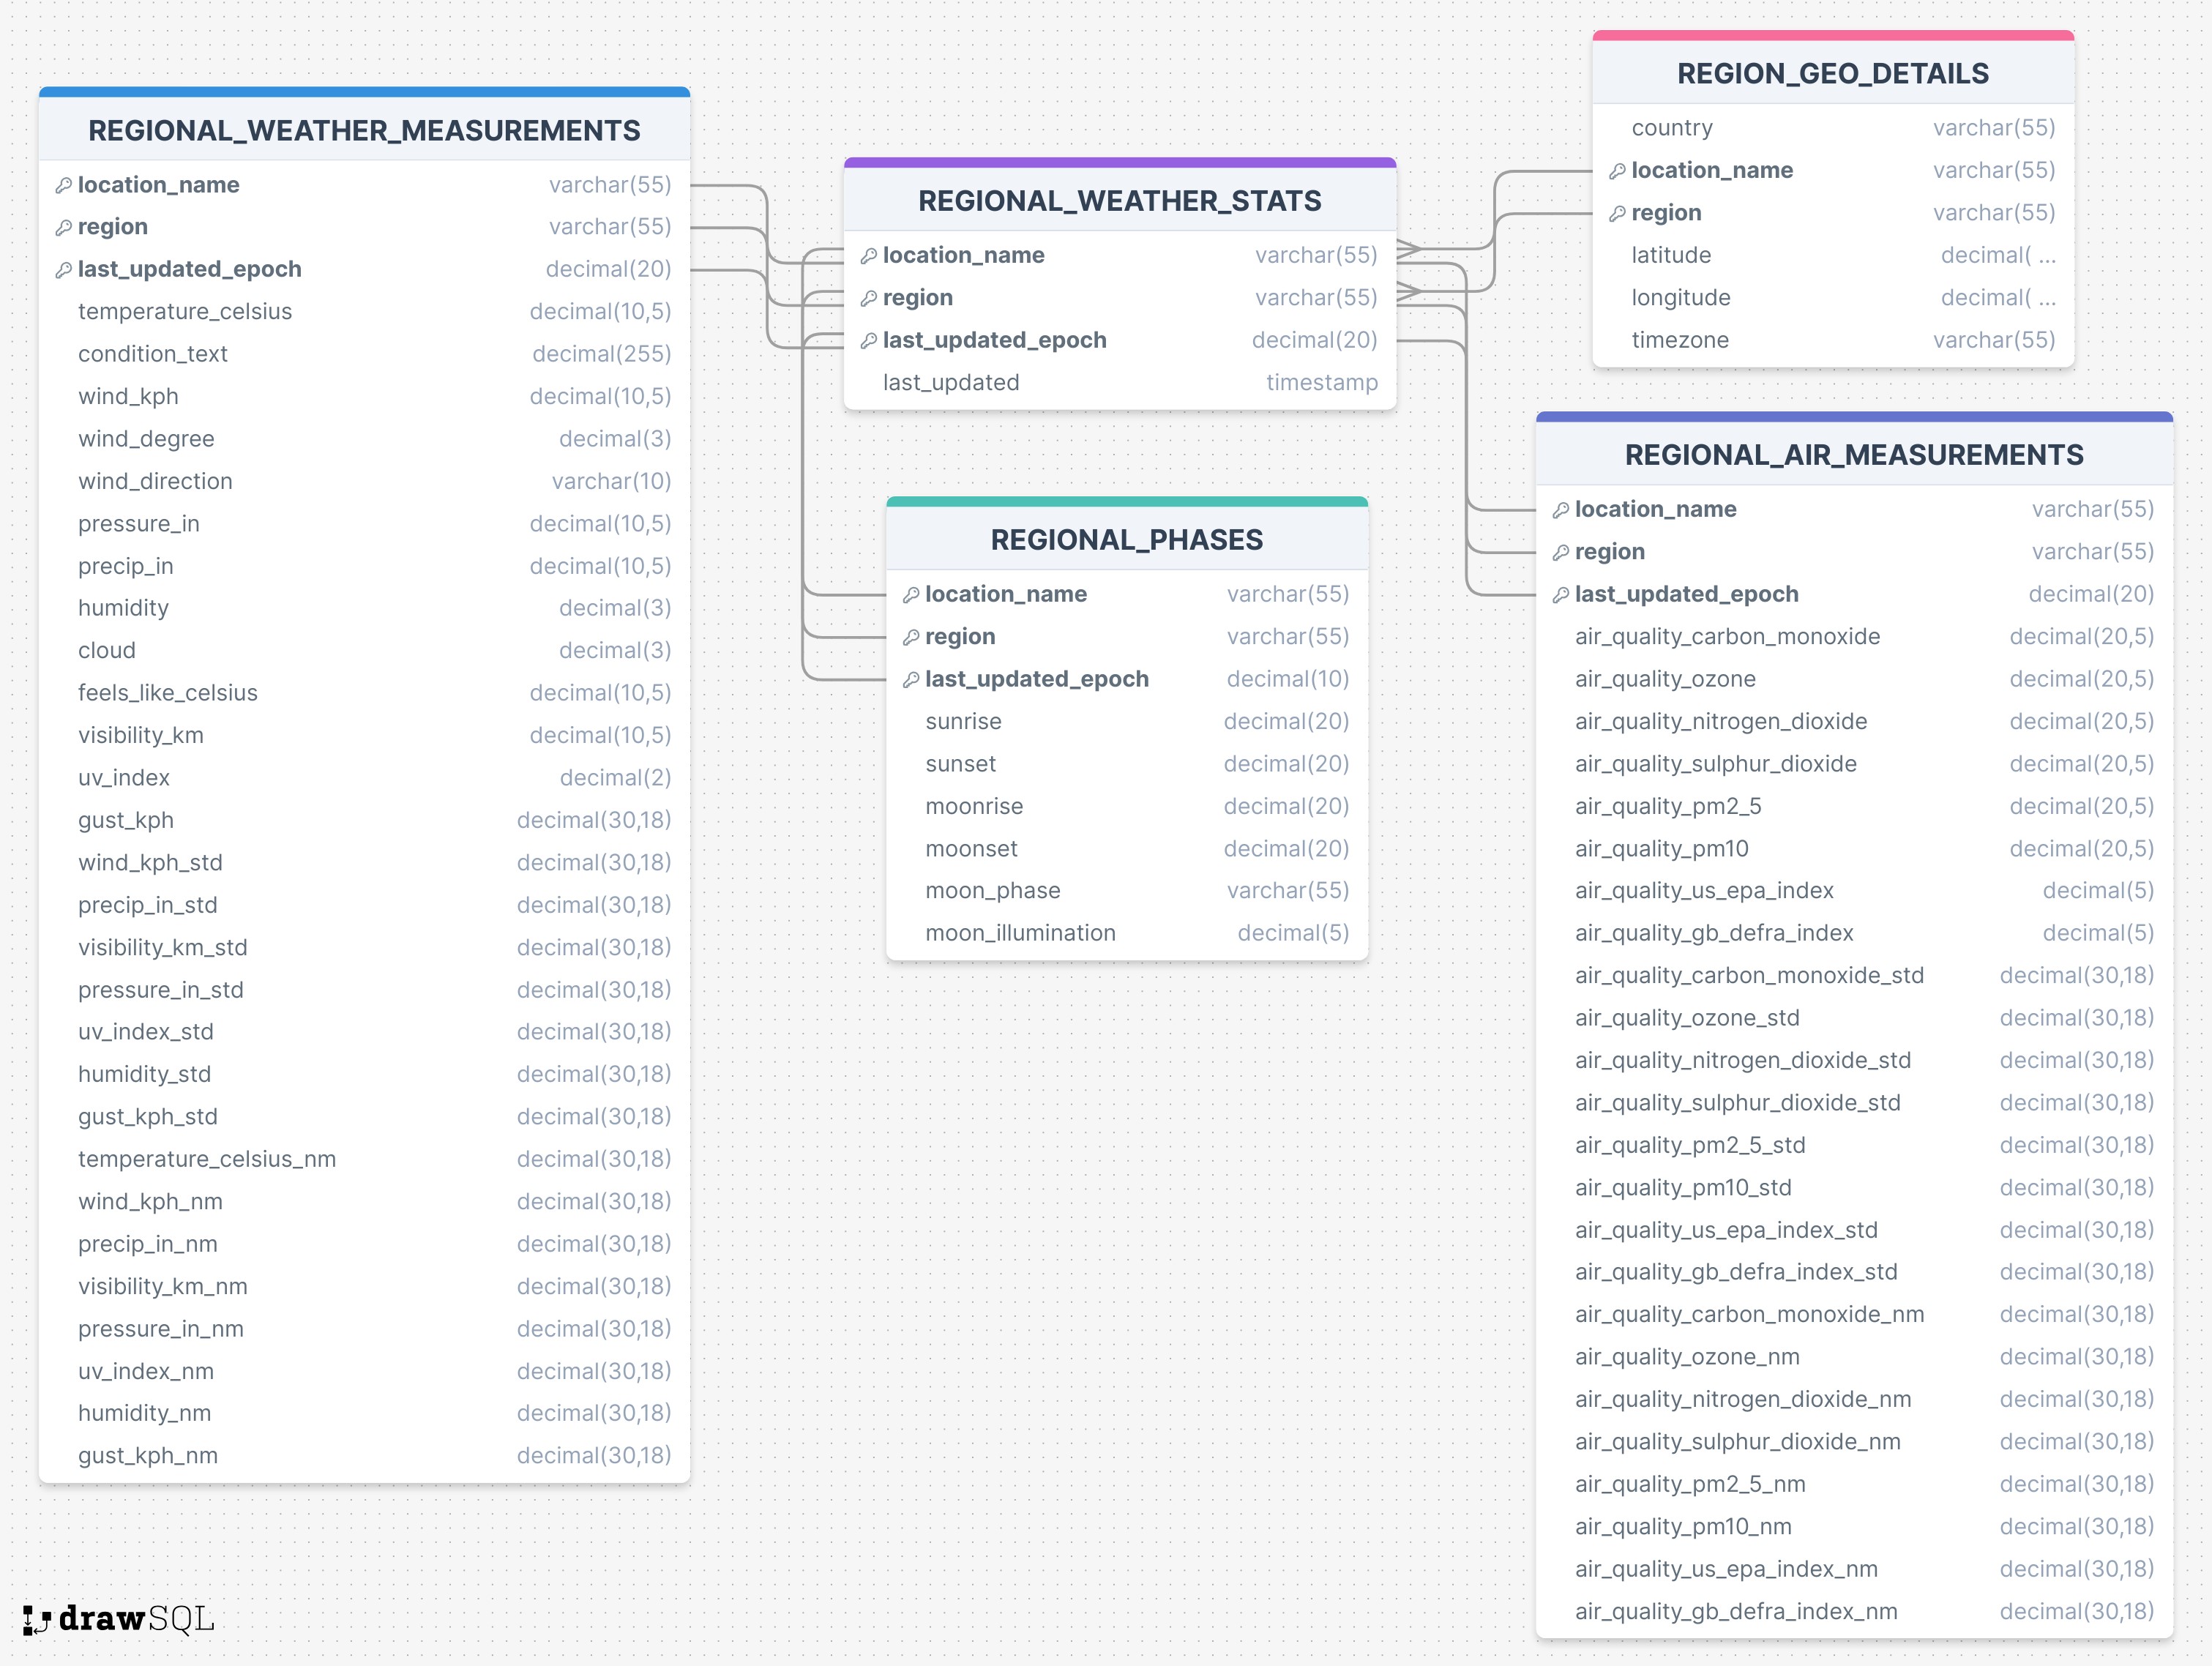 REGIONAL_WEATHER_MEASUREMENTS
location_name varchar(55)
region varchar(55)
last_updated_epoch decimal(20)
temperature_celsius decimal(10,5)
condition_text decimal(255)
wind_kph decimal(10,5)
wind_degree decimal(3)
wind_direction varchar(10)
pressure_in decimal(10,5)
precip_in decimal(10,5)
humidity decimal(3)
cloud decimal(3)
feels_like_celsius decimal(10,5)
visibility_km decimal(10,5)
uv_index decimal(2)
gust_kph decimal(30,18)
wind_kph_std decimal(30,18)
precip_in_std decimal(30,18)
visibility_km_std decimal(30,18)
pressure_in_std decimal(30,18)
uv_index_std decimal(30,18)
humidity_std decimal(30,18)
gust_kph_std decimal(30,18)
temperature_celsius_nm decimal(30,18)
wind_kph_nm decimal(30,18)
precip_in_nm decimal(30,18)
visibility_km_nm decimal(30,18)
pressure_in_nm decimal(30,18)
uv_index_nm decimal(30,18)
humidity_nm decimal(30,18)
gust_kph_nm decimal(30,18)
REGIONAL_WEATHER_STATS
location_name varchar(55)
region varchar(55)
last_updated_epoch decimal(20)
last_updated timestamp
REGIONAL_PHASES
location_name varchar(55)
region varchar(55)
last_updated_epoch decimal(10)
sunrise decimal(20)
sunset decimal(20)
moonrise decimal(20)
moonset decimal(20)
moon_phase varchar(55)
moon_illumination decimal(5)
REGION_GEO_DETAILS
country varchar(55)
location_name varchar(55)
region varchar(55)
latitude decimal( ...
longitude decimal( ...
timezone varchar(55)
REGIONAL_AIR_MEASUREMENTS
location_name varchar(55)
region varchar(55)
last_updated_epoch decimal(20)
air_quality_carbon_monoxide decimal(20,5)
air_quality_ozone decimal(20,5)
air_quality_nitrogen_dioxide decimal(20,5)
air_quality_sulphur_dioxide decimal(20,5)
air_quality_pm2_5 decimal(20,5)
air_quality_pm10 decimal(20,5)
air_quality_us_epa_index decimal(5)
air_quality_gb_defra_index decimal(5)
air_quality_carbon_monoxide_std decimal(30,18)
air_quality_ozone_std decimal(30,18)
air_quality_nitrogen_dioxide_std decimal(30,18)
air_quality_sulphur_dioxide_std decimal(30,18)
air_quality_pm2_5_std decimal(30,18)
air_quality_pm10_std decimal(30,18)
air_quality_us_epa_index_std decimal(30,18)
air_quality_gb_defra_index_std decimal(30,18)
air_quality_carbon_monoxide_nm decimal(30,18)
air_quality_ozone_nm decimal(30,18)
air_quality_nitrogen_dioxide_nm decimal(30,18)
air_quality_sulphur_dioxide_nm decimal(30,18)
air_quality_pm2_5_nm decimal(30,18)
air_quality_pm10_nm decimal(30,18)
air_quality_us_epa_index_nm decimal(30,18)
air_quality_gb_defra_index_nm decimal(30,18)
drawSQL